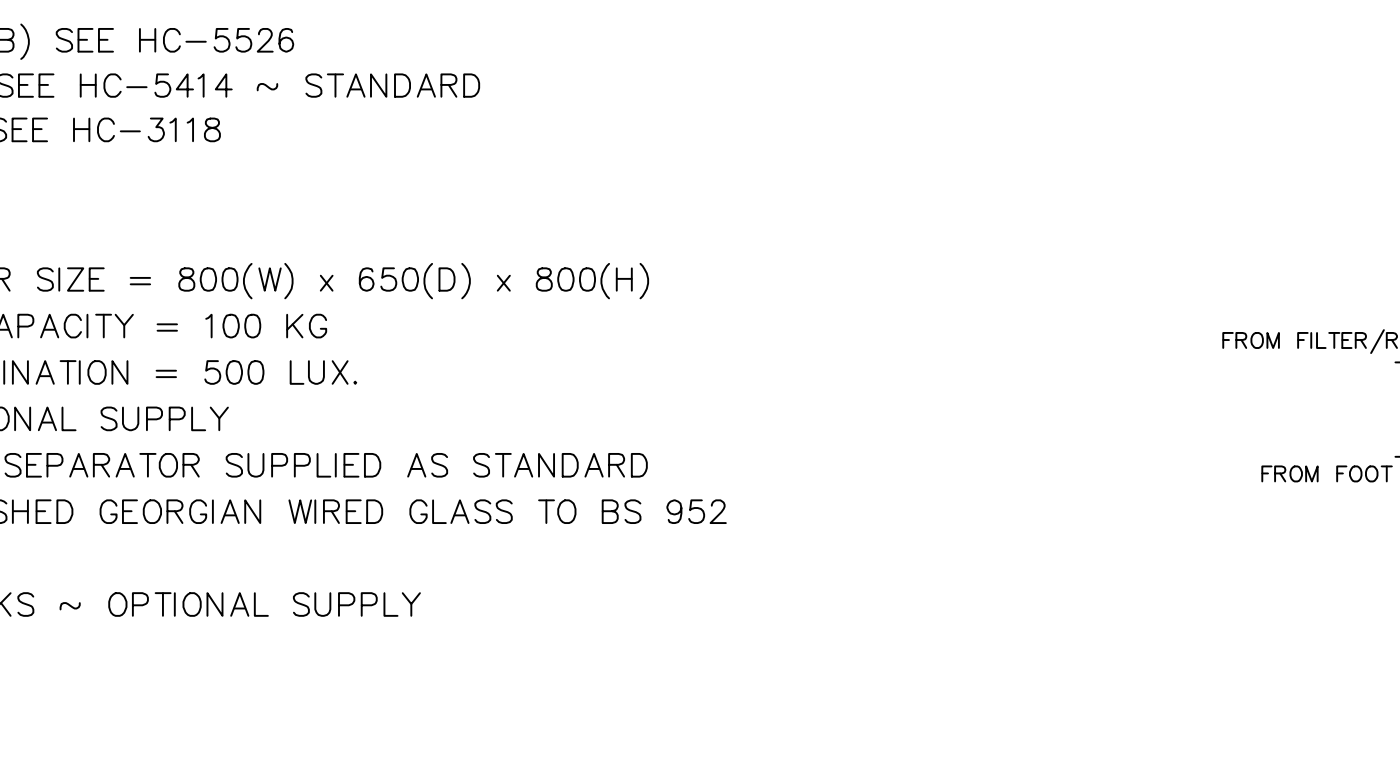 B) SEE HC-5526
SEE HC-5414 ~ STANDARD
SEE HC-3118
R SIZE = 800(W) x 650(D) x 800(H)
APACITY = 100 KG
INATION = 500 LUX.
ONAL SUPPLY
SEPARATOR SUPPLIED AS STANDARD
SHED GEORGIAN WIRED GLASS TO BS 952
KS ~ OPTIONAL SUPPLY
FROM FILTER/R
FROM FOOT